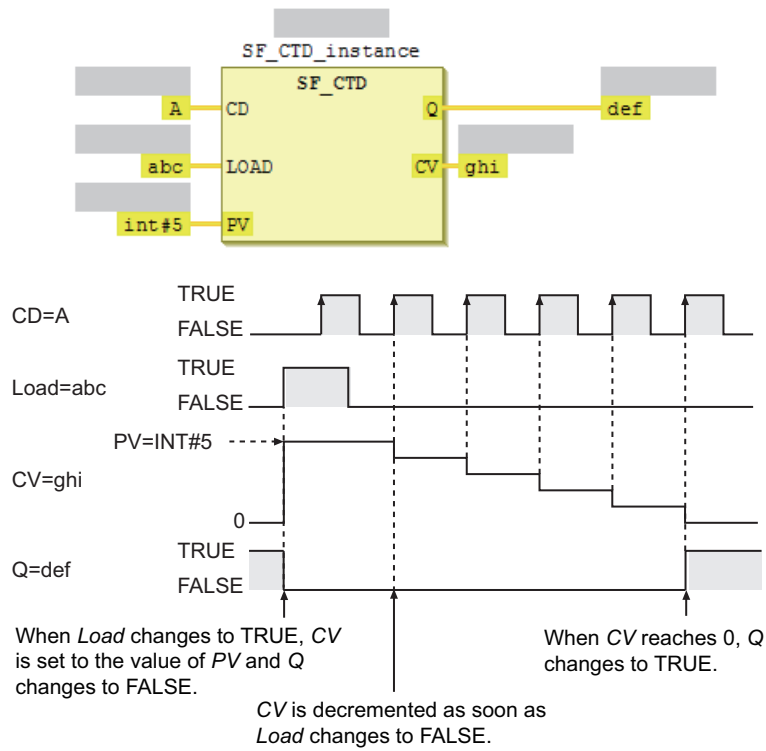 SF_CTD_instance
SF_CTD
A
CD
Q
def
abc
LOAD
CV
ghi
int#5
PV
CD=A
TRUE
FALSE
Load=abc
TRUE
FALSE
PV=INT#5
CV=ghi
0
Q=def
TRUE
FALSE
When Load changes to TRUE, CV
is set to the value of PV and Q
changes to FALSE.
When CV reaches 0, Q
changes to TRUE.
CV is decremented as soon as
Load changes to FALSE.